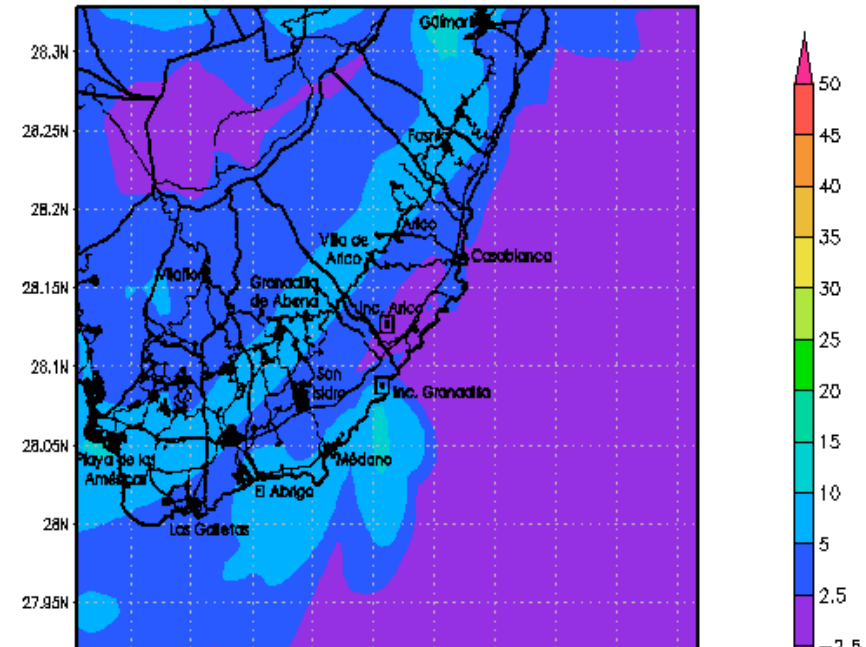 28.3N
28.25N
28.2N
28.15N
28.1N
28.05N
28N
27.95N
Güímar
Fasnia
Arico
Villa de
Arico
Casablanca
Vilaflor
Granadilla
de Abona
Inc. Arico
San
Isidro
Inc. Granadilla
Playa de las
Américas
Médano
El Abrigo
Las Galletas
50
45
40
35
30
25
20
15
10
5
2.5
-2.5